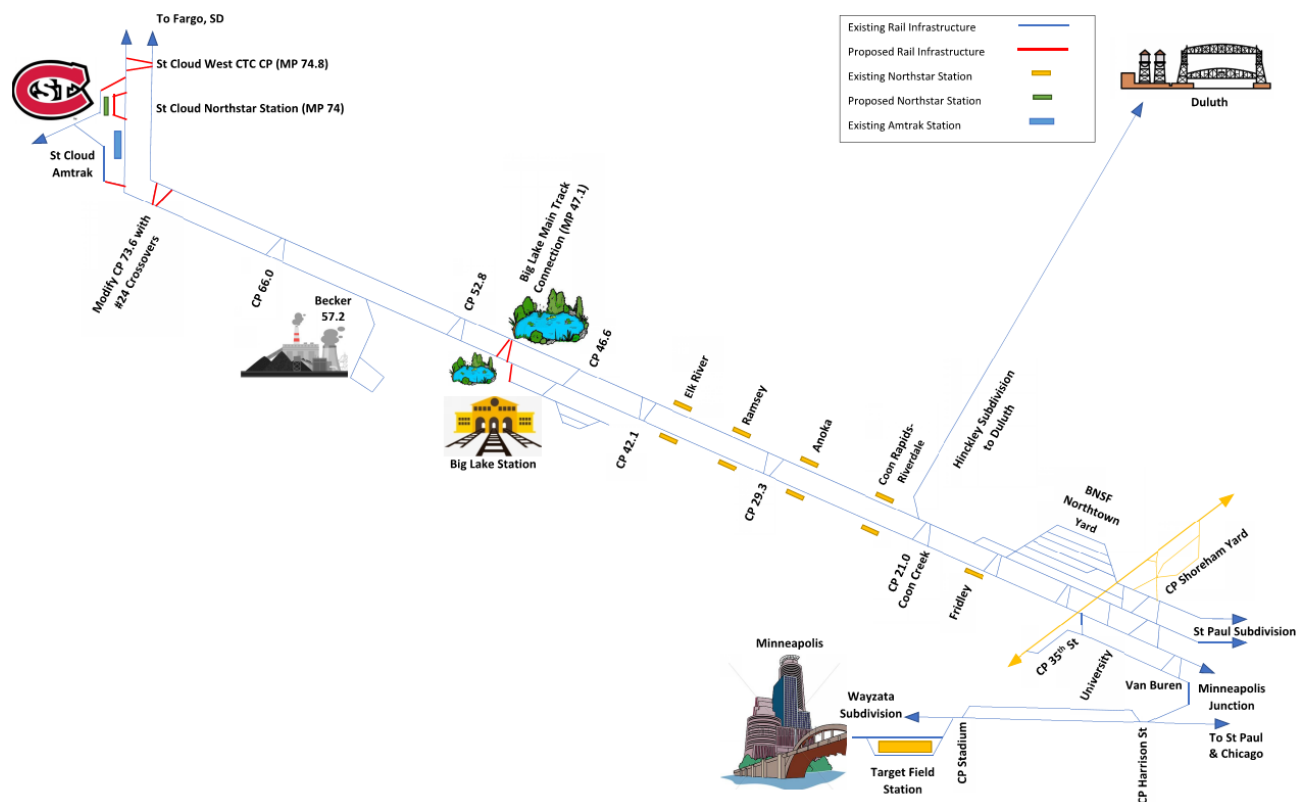 To Fargo, SD
St Cloud West CTC CP (MP 74.8)
St Cloud Northstar Station (MP 74)
St Cloud
Amtrak
Modify CP 73.6 with
#24 Crossovers
CP 66.0
Becker
57.2
CP 52.8
Big Lake Main Track
Connection (MP 47.1)
CP 46.6
Big Lake Station
CP 42.1
Elk River
Ramsey
CP 29.3
Anoka
Coon Rapids-
Riverdale
CP 21.0
Coon Creek
Hinckley Subdivision
to Duluth
Fridley
BNSF
Northtown
Yard
CP Shoreham Yard
St Paul Subdivision
CP 35th St
University
Van Buren
Minneapolis
Junction
Minneapolis
Wayzata
Subdivision
Target Field
Station
CP Stadium
CP Harrison St
To St Paul
& Chicago
Existing Rail Infrastructure
Proposed Rail Infrastructure
Existing Northstar Station
Proposed Northstar Station
Existing Amtrak Station
Duluth
ST
C